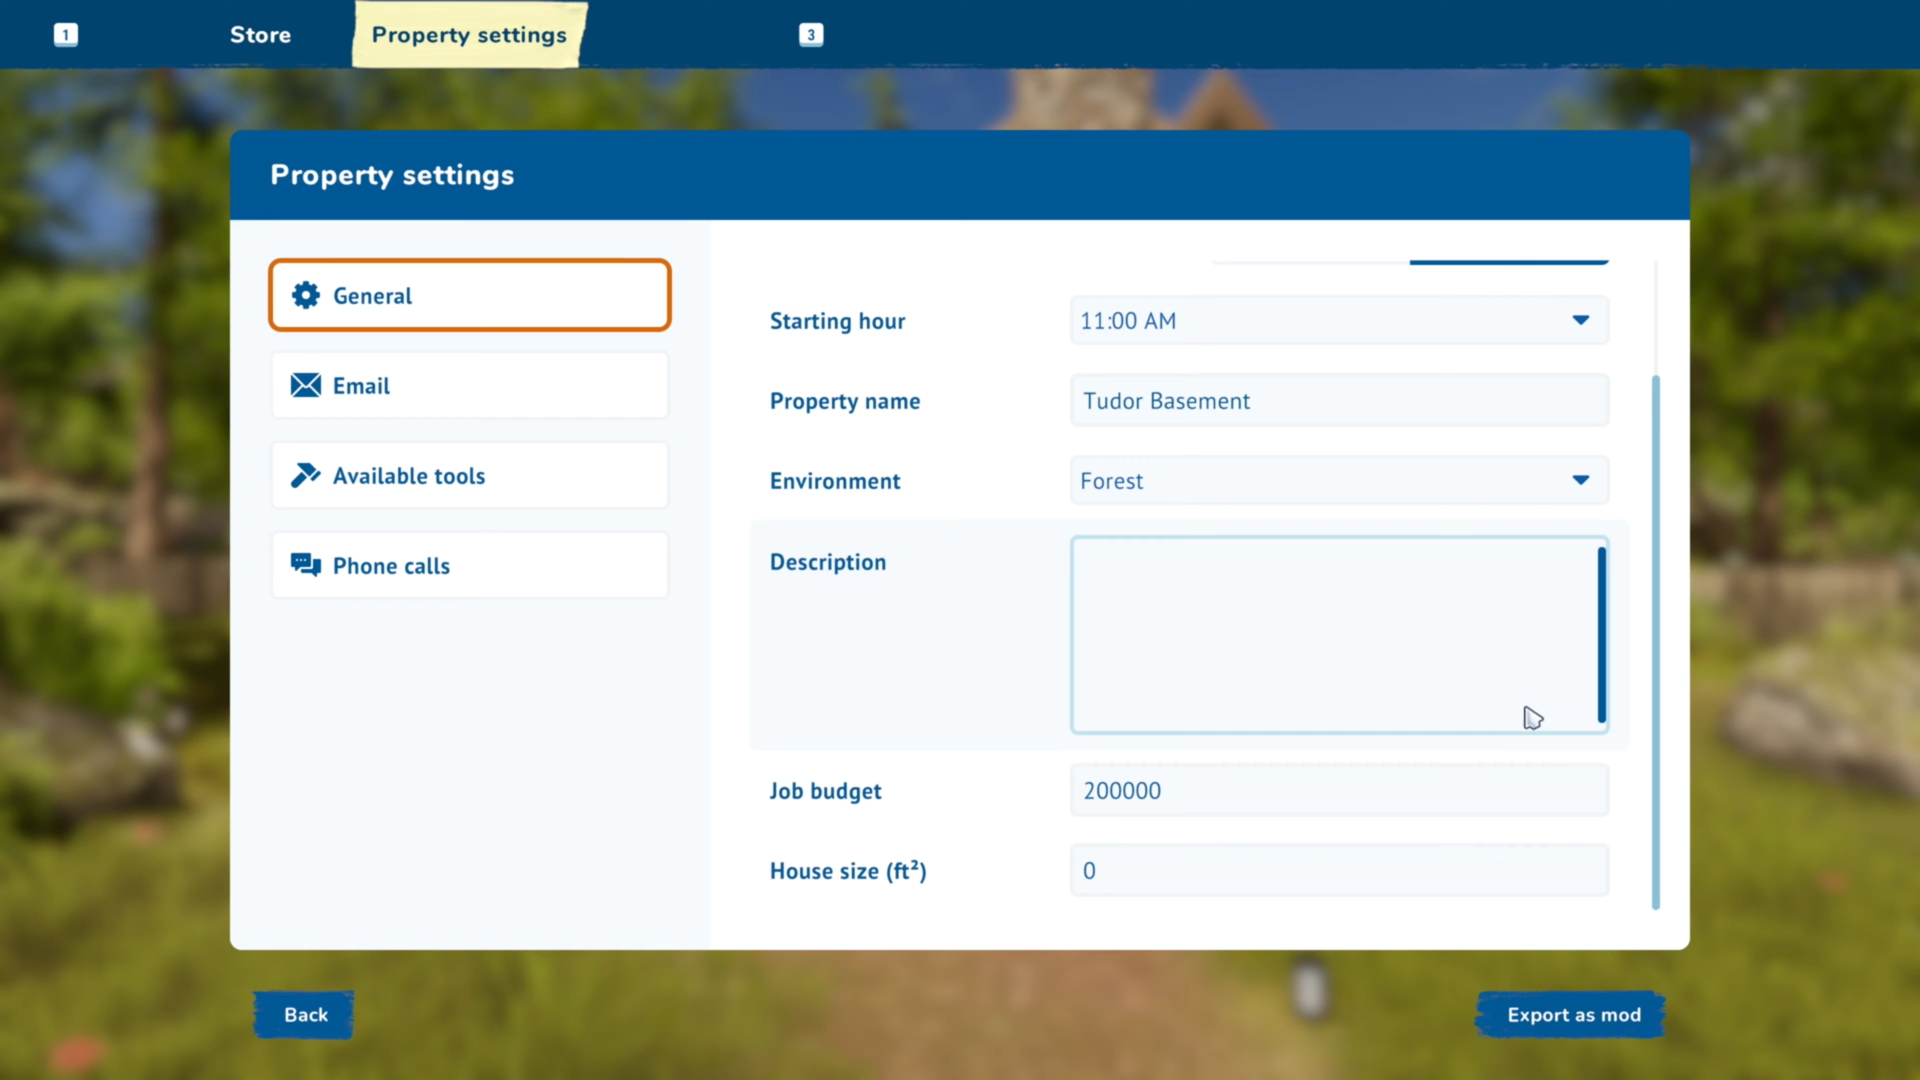 1
Store
Property settings
3
Property settings
General
Email
Available tools
Phone calls
Starting hour
11:00 AM
Property name
Tudor Basement
Environment
Forest
Description
Job budget
200000
House size (ft²)
0
Back
Export as mod